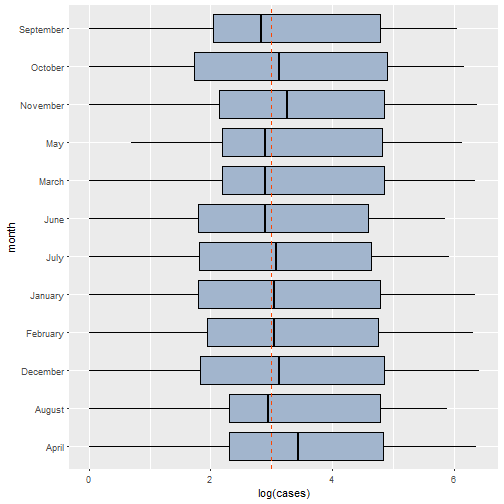 September
October
November
May
March
June
July
January
February
December
August
April
month
0 2 4 6
log(cases)